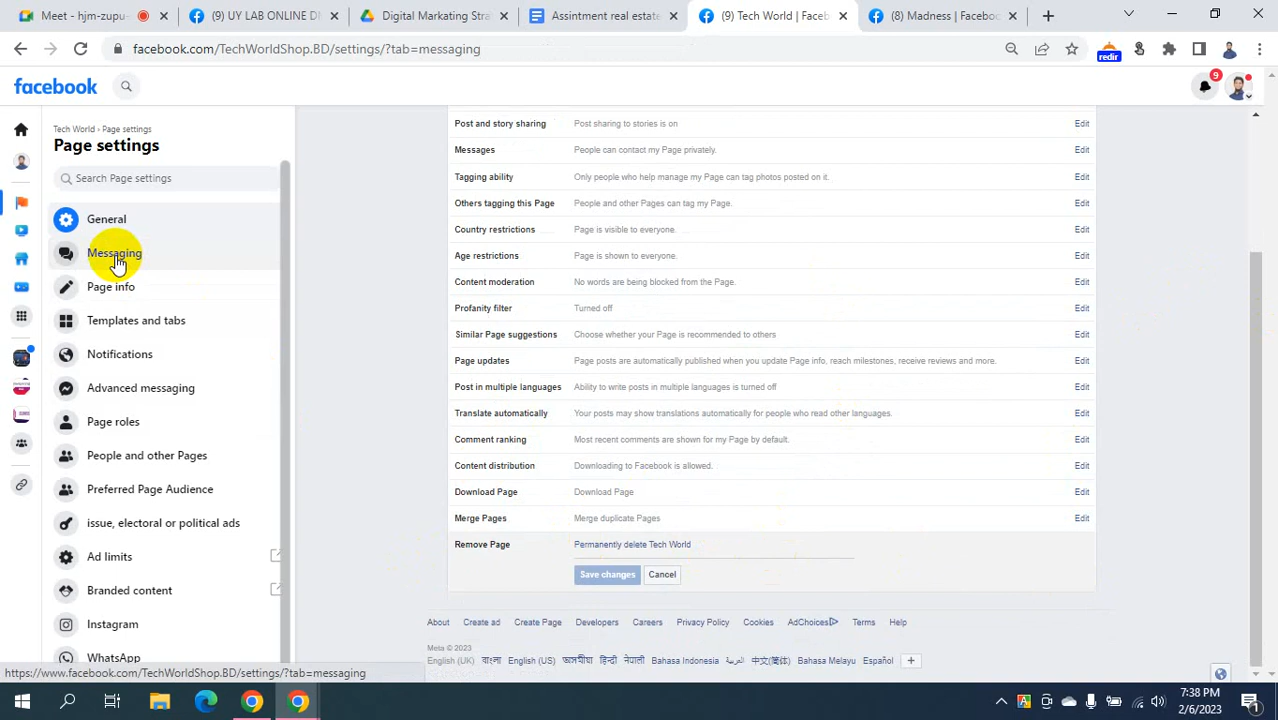 Meet - hjm-zupu-
(9) UY LAB ONLINE D
Digital Marketing Stra
Assintment real estate
(9) Tech World | Faceb
(8) Madness | Faceboo
facebook.com/TechWorldShop.BD/settings/?tab=messaging
redir
facebook
9
Tech World › Page settings
Page settings
Search Page settings
General
Messaging
Page info
Templates and tabs
Notifications
Advanced messaging
Page roles
People and other Pages
Preferred Page Audience
issue, electoral or political ads
Ad limits
Branded content
Instagram
WhatsApp
Post and story sharing Post sharing to stories is on Edit
Messages People can contact my Page privately. Edit
Tagging ability Only people who help manage my Page can tag photos posted on it. Edit
Others tagging this Page People and other Pages can tag my Page. Edit
Country restrictions Page is visible to everyone. Edit
Age restrictions Page is shown to everyone. Edit
Content moderation No words are being blocked from the Page. Edit
Profanity filter Turned off Edit
Similar Page suggestions Choose whether your Page is recommended to others Edit
Page updates Page posts are automatically published when you update Page info, reach milestones, receive reviews and more. Edit
Post in multiple languages Ability to write posts in multiple languages is turned off Edit
Translate automatically Your posts may show translations automatically for people who read other languages. Edit
Comment ranking Most recent comments are shown for my Page by default. Edit
Content distribution Downloading to Facebook is allowed. Edit
Download Page Download Page Edit
Merge Pages Merge duplicate Pages Edit
Remove Page Permanently delete Tech World
Save changes Cancel
About Create ad Create Page Developers Careers Privacy Policy Cookies AdChoices Terms Help
Meta © 2023
English (UK) বাংলা English (US) অসমীয়া हिन्दी नेपाली Bahasa Indonesia العربية 中文(简体) Bahasa Melayu Español
https://www.facebook.com/TechWorldShop.BD/settings/?tab=messaging
7:38 PM
2/6/2023
1